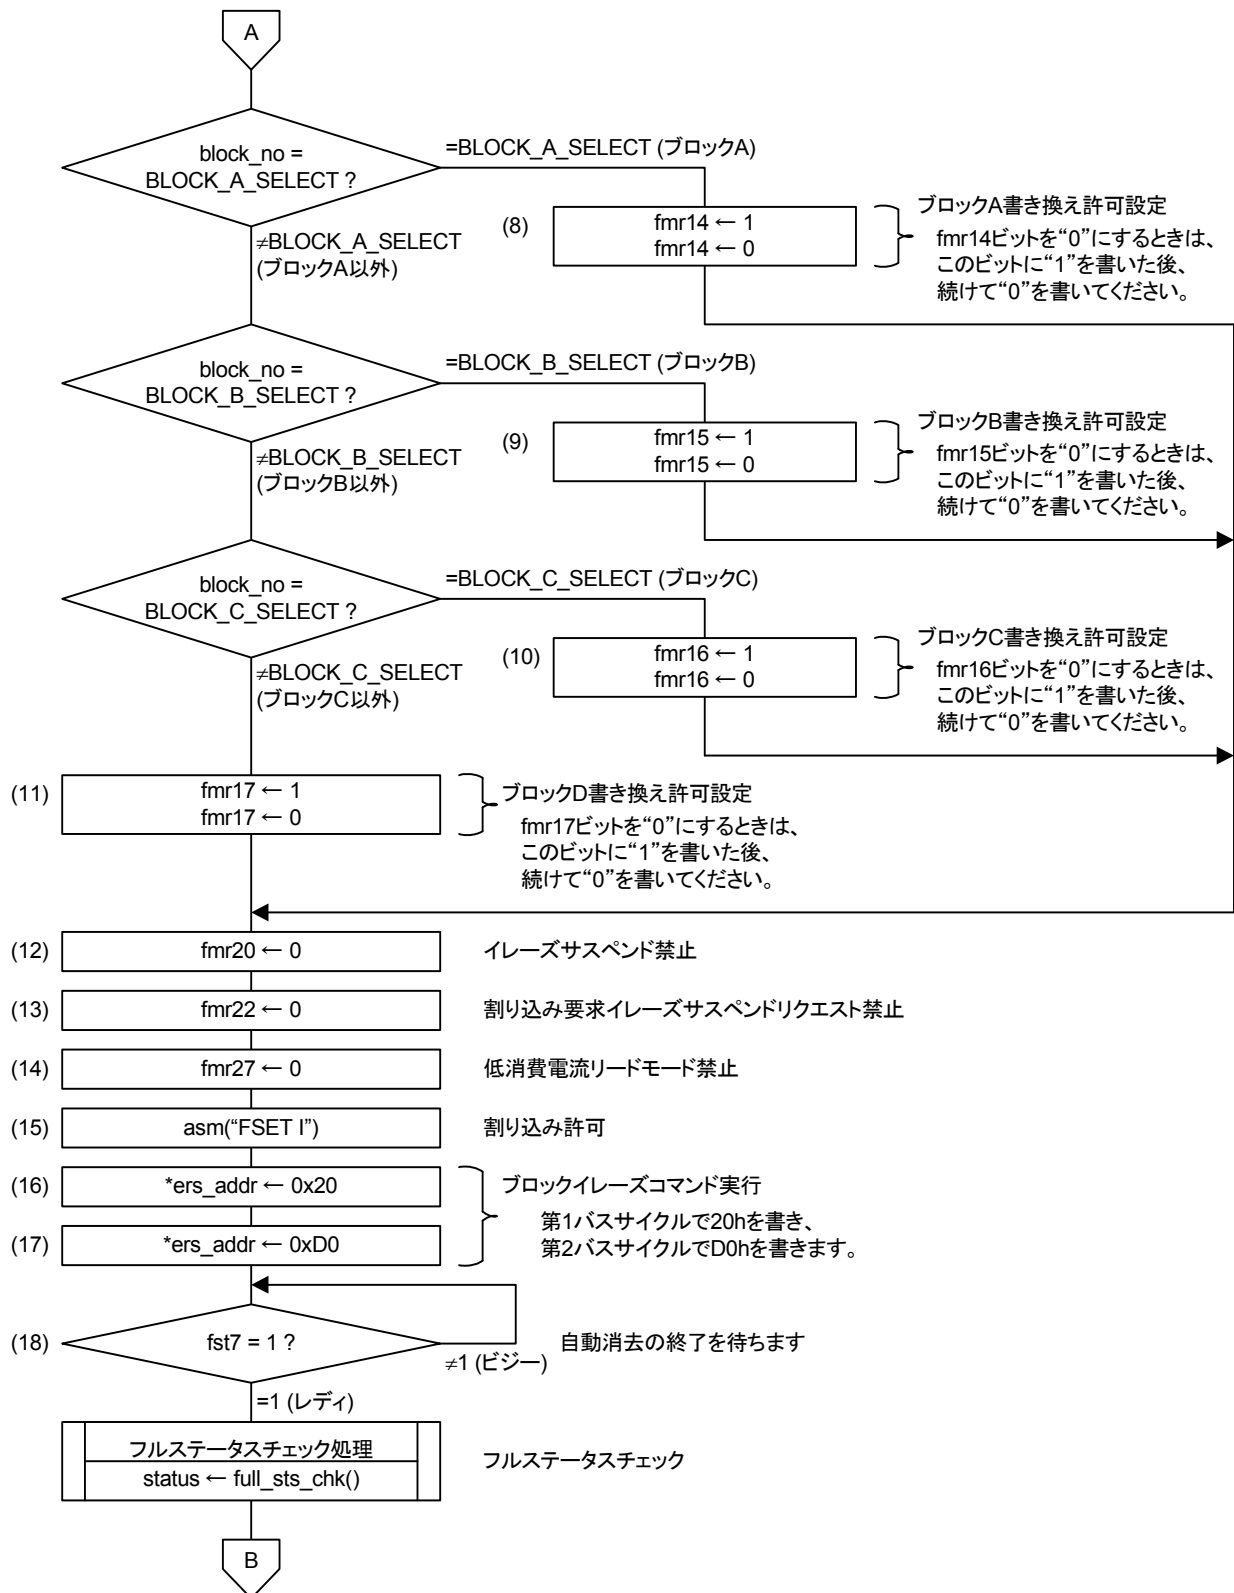 A
block_no =
BLOCK_A_SELECT ?
=BLOCK_A_SELECT (ブロックA)
≠BLOCK_A_SELECT
(ブロックA以外)
(8)
fmr14 ← 1
fmr14 ← 0
ブロックA書き換え許可設定
fmr14ビットを“0”にするときは、
このビットに“1”を書いた後、
続けて“0”を書いてください。
block_no =
BLOCK_B_SELECT ?
=BLOCK_B_SELECT (ブロックB)
≠BLOCK_B_SELECT
(ブロックB以外)
(9)
fmr15 ← 1
fmr15 ← 0
ブロックB書き換え許可設定
fmr15ビットを“0”にするときは、
このビットに“1”を書いた後、
続けて“0”を書いてください。
block_no =
BLOCK_C_SELECT ?
=BLOCK_C_SELECT (ブロックC)
≠BLOCK_C_SELECT
(ブロックC以外)
(10)
fmr16 ← 1
fmr16 ← 0
ブロックC書き換え許可設定
fmr16ビットを“0”にするときは、
このビットに“1”を書いた後、
続けて“0”を書いてください。
(11)
fmr17 ← 1
fmr17 ← 0
ブロックD書き換え許可設定
fmr17ビットを“0”にするときは、
このビットに“1”を書いた後、
続けて“0”を書いてください。
(12)
fmr20 ← 0
イレーズサスペンド禁止
(13)
fmr22 ← 0
割り込み要求イレーズサスペンドリクエスト禁止
(14)
fmr27 ← 0
低消費電流リードモード禁止
(15)
asm(“FSET I”)
割り込み許可
(16)
*ers_addr ← 0x20
ブロックイレーズコマンド実行
第1バスサイクルで20hを書き、
第2バスサイクルでD0hを書きます。
(17)
*ers_addr ← 0xD0
(18)
fst7 = 1 ?
≠1 (ビジー)
自動消去の終了を待ちます
=1 (レディ)
フルステータスチェック処理
status ← full_sts_chk()
フルステータスチェック
B